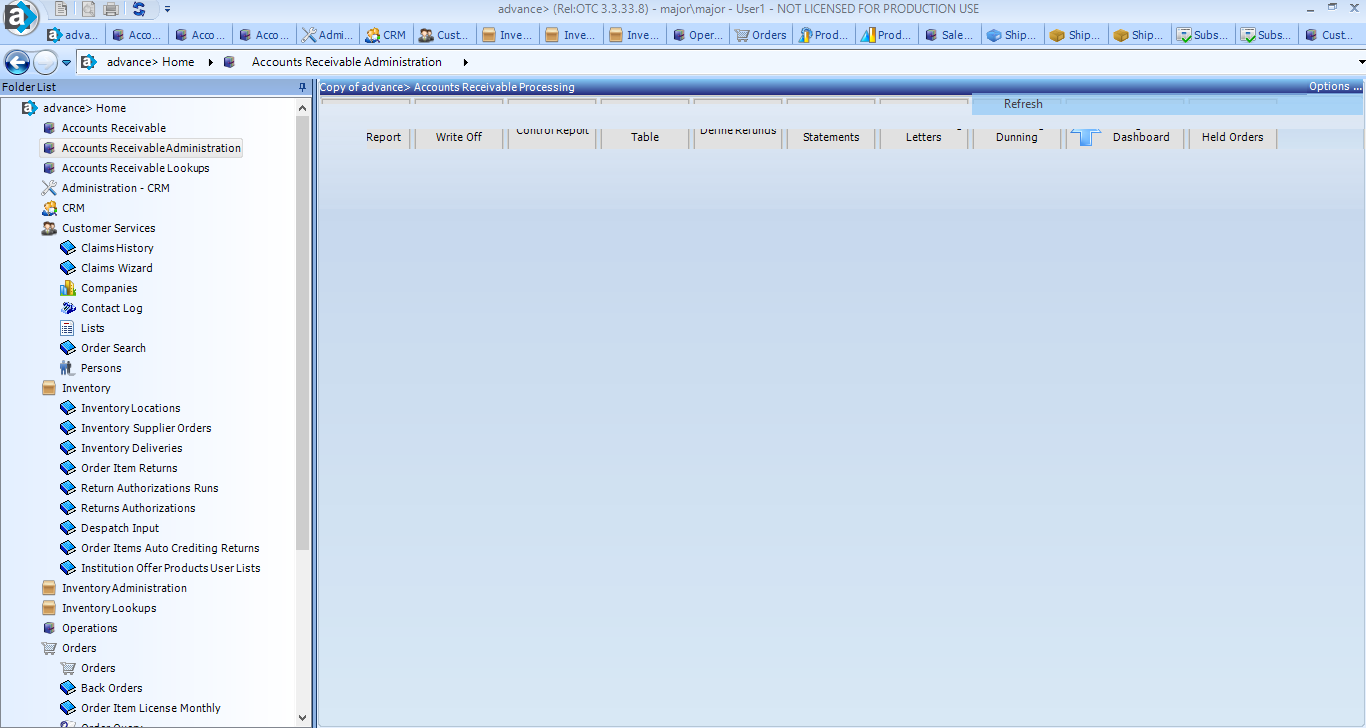 advance> (Rel:OTC 3.3.33.8) - major\major - User1 - NOT LICENSED FOR PRODUCTION USE
adva... Acco... Acco ... Acco ... Admi... CRM Cust... Inve... Inve... Inve... Oper... Orders Prod... Prod... Sale... Ship... Ship... Ship... Subs... Subs... Cust...
advance> Home Accounts Receivable Administration
Folder List
Copy of advance> Accounts Receivable Processing
Options ...
Refresh
Report Write Off Control Report Table Define Refunds Statements Letters Dunning Dashboard Held Orders
advance> Home
Accounts Receivable
Accounts Receivable Administration
Accounts Receivable Lookups
Administration - CRM
CRM
Customer Services
Claims History
Claims Wizard
Companies
Contact Log
Lists
Order Search
Persons
Inventory
Inventory Locations
Inventory Supplier Orders
Inventory Deliveries
Order Item Returns
Return Authorizations Runs
Returns Authorizations
Despatch Input
Order Items Auto Crediting Returns
Institution Offer Products User Lists
Inventory Administration
Inventory Lookups
Operations
Orders
Orders
Back Orders
Order Item License Monthly
Order Query